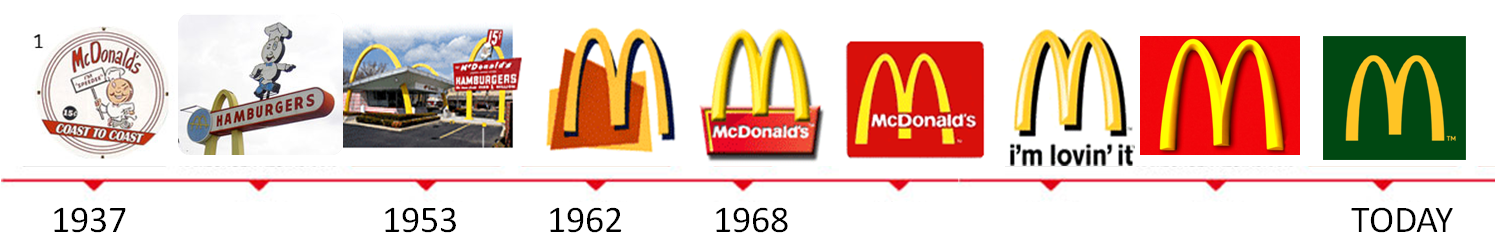 1
McDonald's
I'M
"SPEEDEE"
15¢
COAST TO COAST
HAMBURGERS
15¢
McDonald's
HAMBURGERS
McDonald's
McDonald's
i'm lovin' it
TM
1937
1953
1962
1968
TODAY